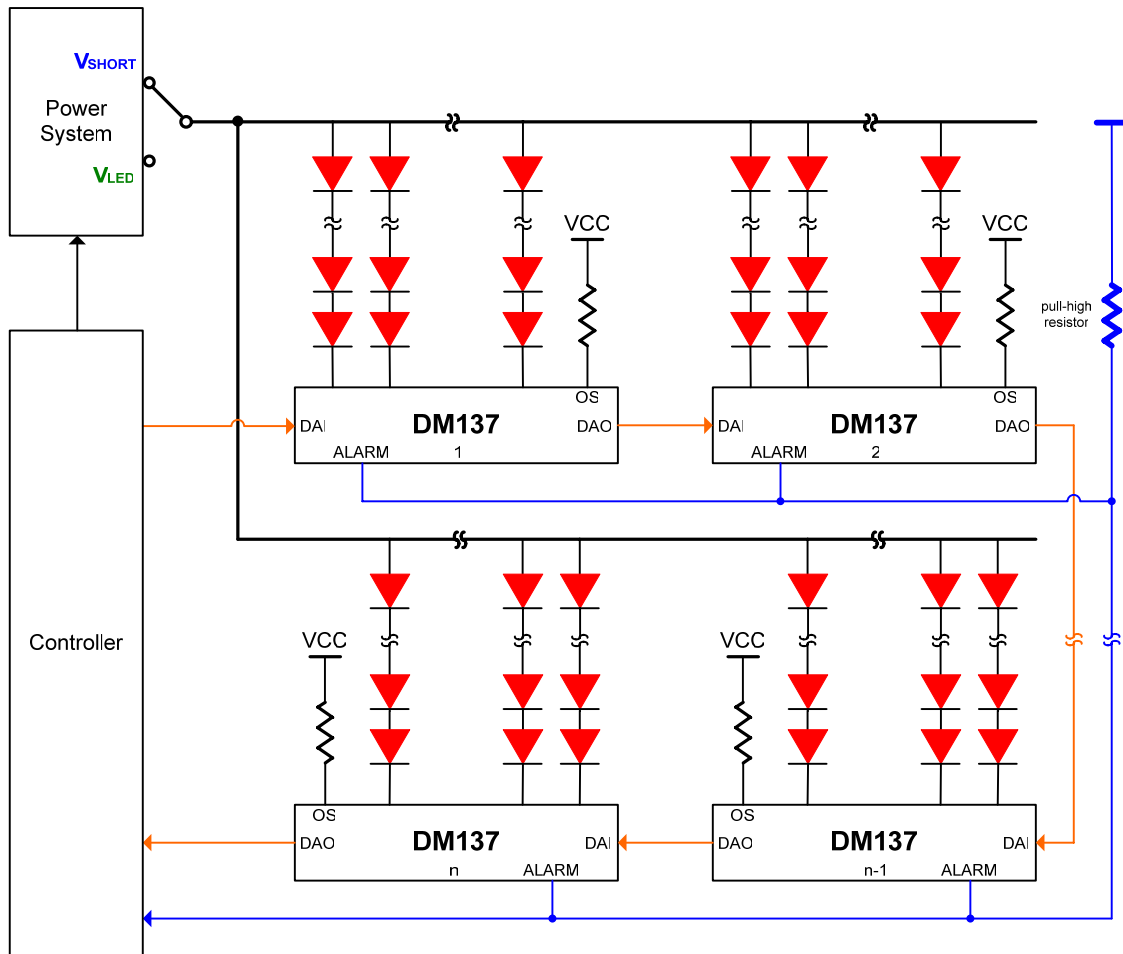 VSHORT
Power
System
VLED
VCC
VCC
pull-high
resistor
OS
OS
DAI
DM137
DAO
DAI
DM137
DAO
ALARM
1
ALARM
2
Controller
VCC
VCC
OS
OS
DAO
DM137
DAI
DAO
DM137
DAI
n
ALARM
n-1
ALARM